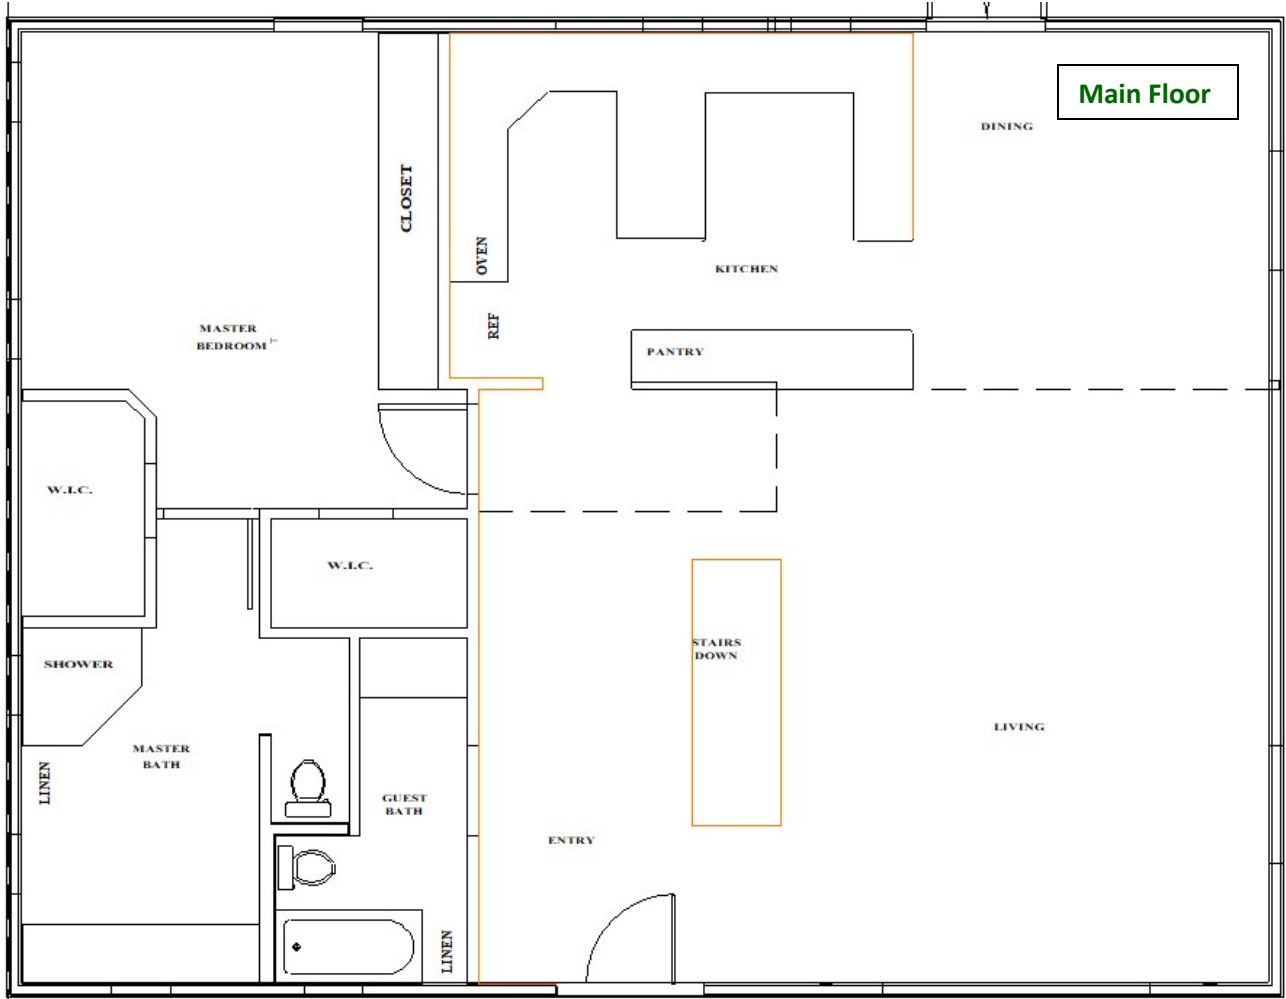 Main Floor
DINING
CLOSET
OVEN
KITCHEN
REF
MASTER
BEDROOM
PANTRY
W.I.C.
W.I.C.
STAIRS
DOWN
SHOWER
LIVING
MASTER
BATH
LINEN
GUEST
BATH
ENTRY
LINEN